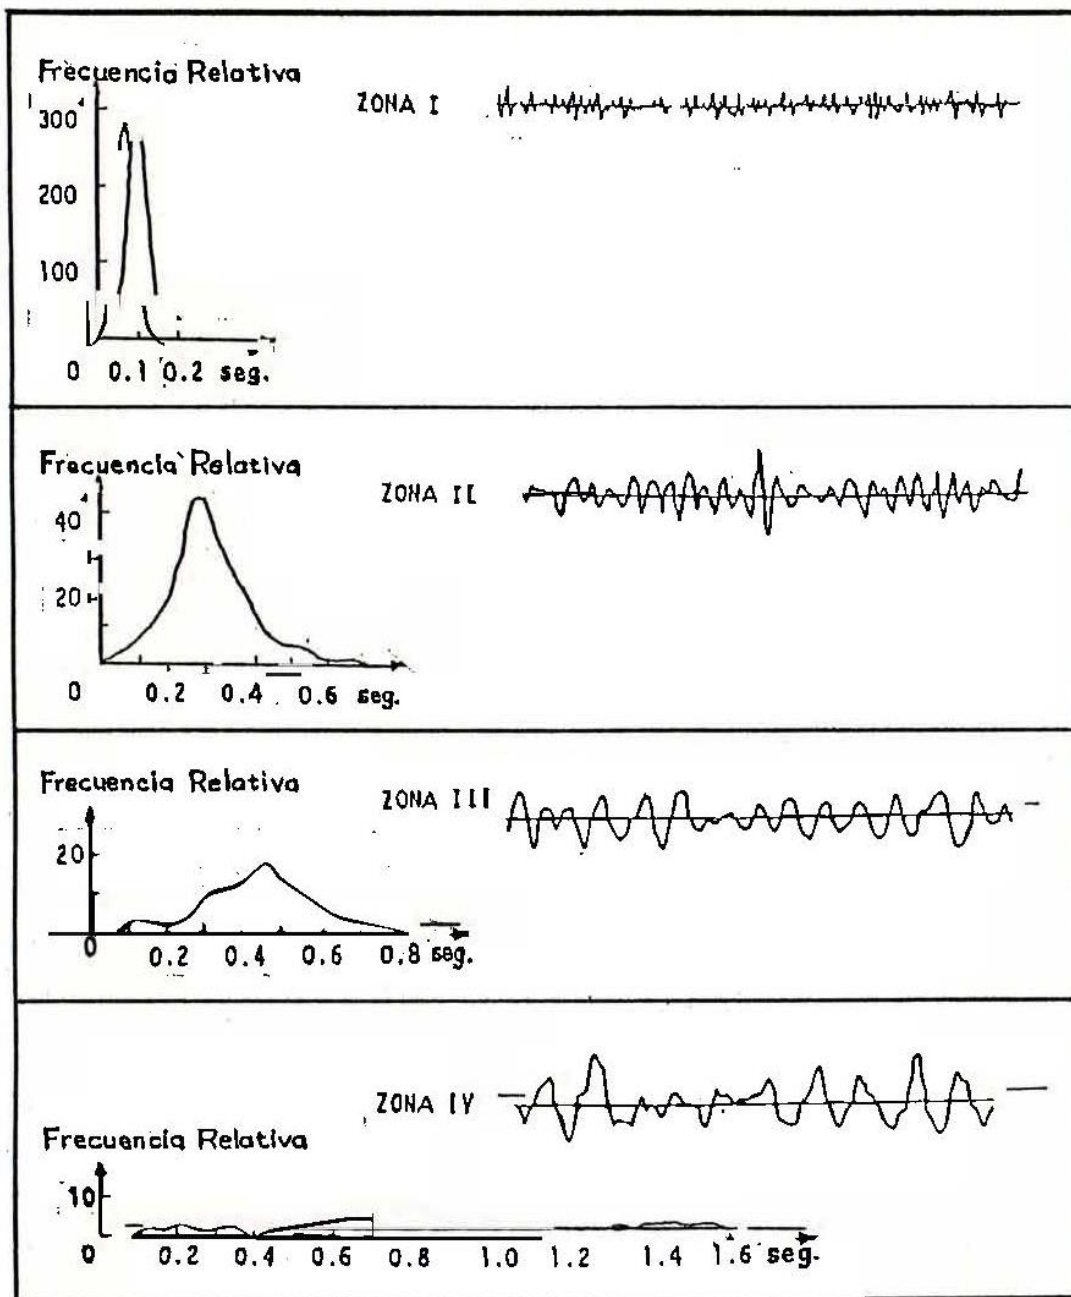 Frecuencia Relativa
ZONA I
300
200
100
0 0.1 0.2 seg.
Frecuencia Relativa
ZONA II
40
20
0 0.2 0.4 0.6 seg.
Frecuencia Relativa
ZONA III
20
0 0.2 0.4 0.6 0.8 seg.
ZONA IV
Frecuencia Relativa
10
0 0.2 0.4 0.6 0.8 1.0 1.2 1.4 1.6 seg.